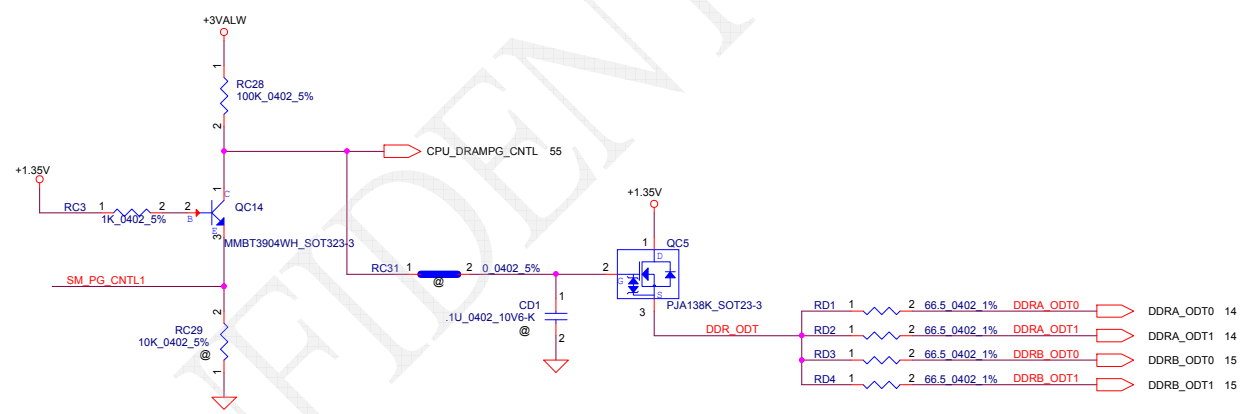 +3VALW
1
RC28
100K_0402_5%
2
CPU_DRAMPG_CNTL 55
+1.35V
1
C
RC3 1 2 2 QC14
1K_0402_5% B
E
3 MMBT3904WH_SOT323-3
+1.35V
1 QC5
D
RC31 1 2 0_0402_5% 2
G
@
S
SM_PG_CNTL1
CD1 1
.1U_0402_10V6-K
@ 2
3 PJA138K_SOT23-3
2
RC29
10K_0402_5%
@
1
DDR_ODT
RD1 1 2 66.5_0402_1% DDRA_ODT0 DDRA_ODT0 14
RD2 1 2 66.5_0402_1% DDRA_ODT1 DDRA_ODT1 14
RD3 1 2 66.5_0402_1% DDRB_ODT0 DDRB_ODT0 15
RD4 1 2 66.5_0402_1% DDRB_ODT1 DDRB_ODT1 15